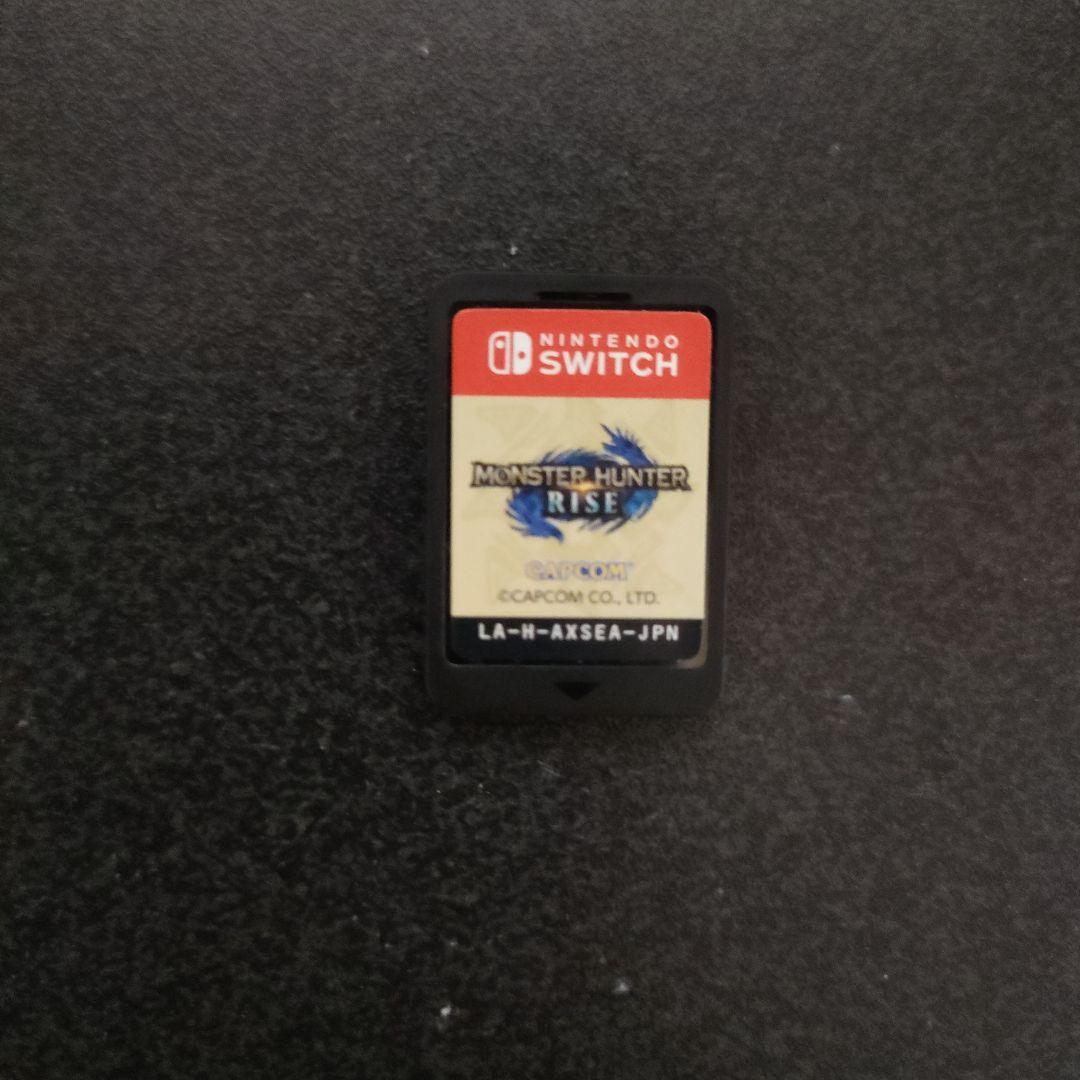 NINTENDO
SWITCH
MONSTER HUNTER
RISE
CAPCOM
©CAPCOM CO., LTD.
LA-H-AXSEA-JPN